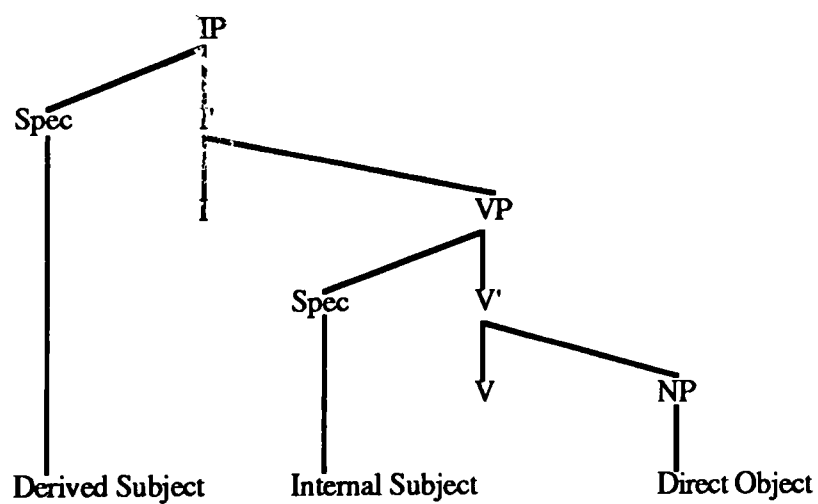 IP
Spec I'
I VP
Spec V'
V NP
Derived Subject Internal Subject Direct Object